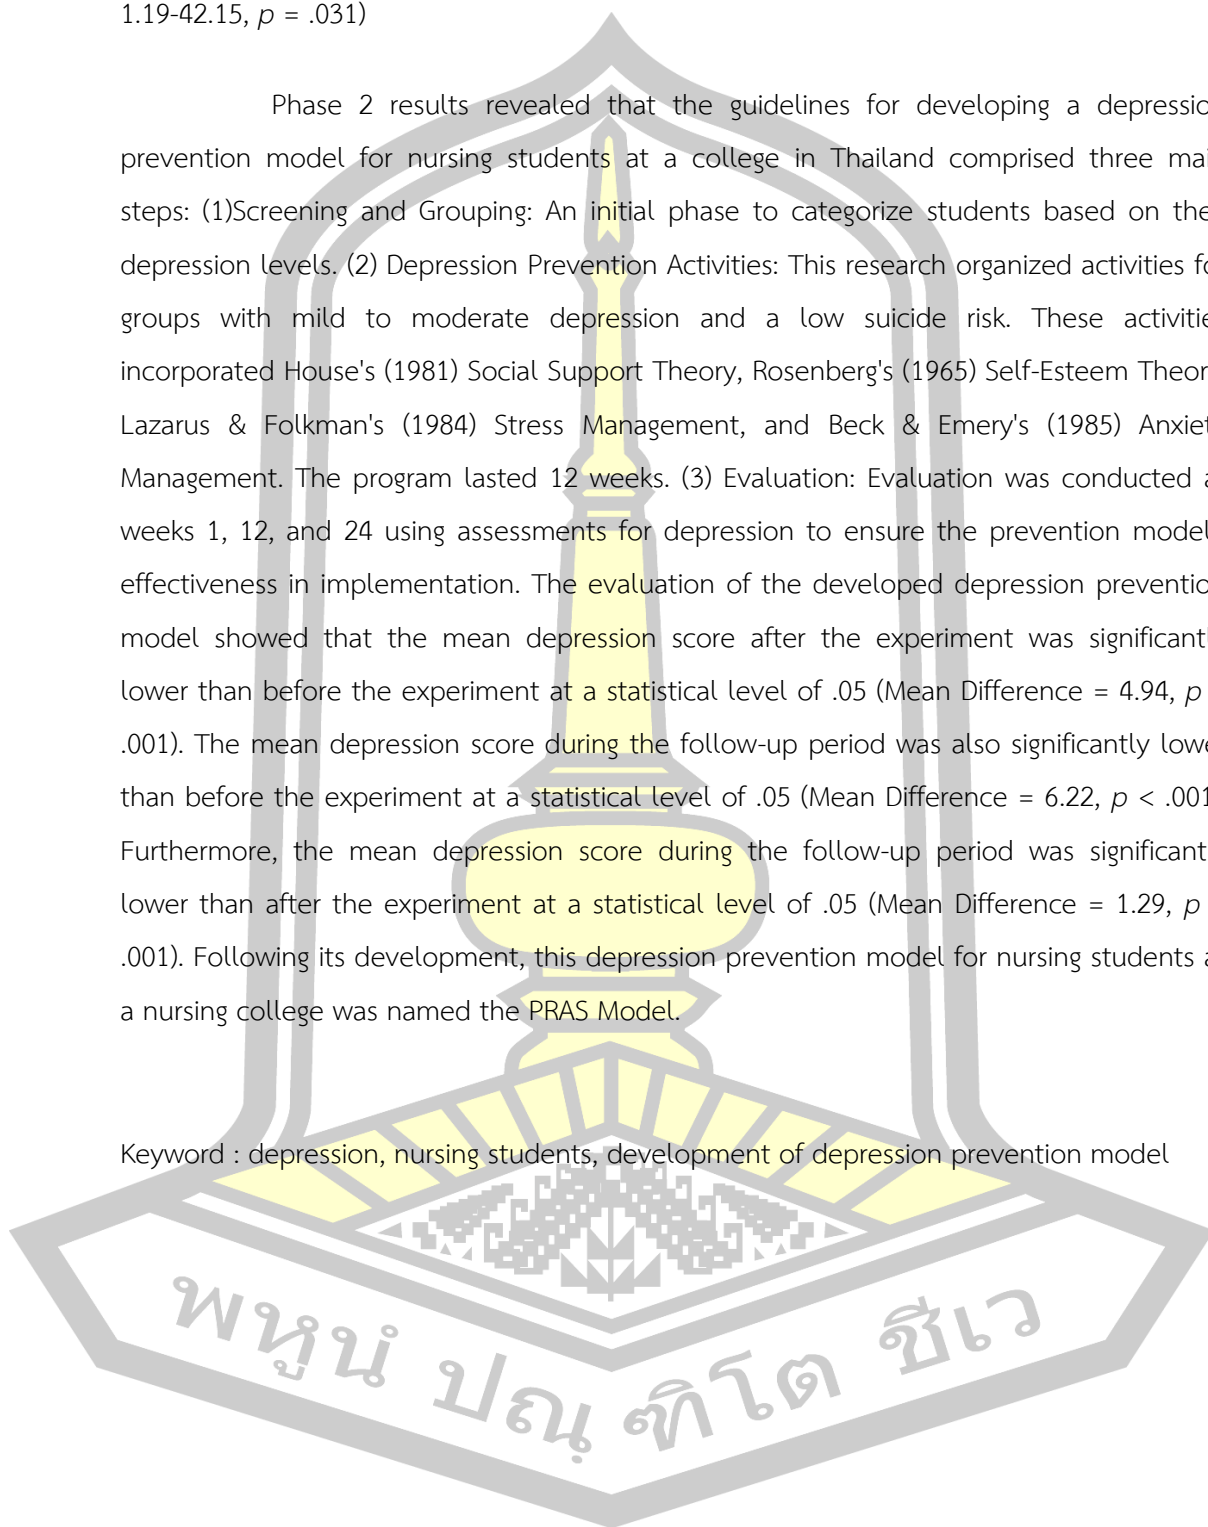 1.19-42.15, p = .031)
Phase 2 results revealed that the guidelines for developing a depressio
prevention model for nursing students at a college in Thailand comprised three mai
steps: (1)Screening and Grouping: An initial phase to categorize students based on the
depression levels. (2) Depression Prevention Activities: This research organized activities fo
groups with mild to moderate depression and a low suicide risk. These activitie
incorporated House's (1981) Social Support Theory, Rosenberg's (1965) Self-Esteem Theor
Lazarus & Folkman's (1984) Stress Management, and Beck & Emery's (1985) Anxiet
Management. The program lasted 12 weeks. (3) Evaluation: Evaluation was conducted a
weeks 1, 12, and 24 using assessments for depression to ensure the prevention model
effectiveness in implementation. The evaluation of the developed depression preventio
model showed that the mean depression score after the experiment was significantl
lower than before the experiment at a statistical level of .05 (Mean Difference = 4.94, p
.001). The mean depression score during the follow-up period was also significantly lowe
than before the experiment at a statistical level of .05 (Mean Difference = 6.22, p < .001
Furthermore, the mean depression score during the follow-up period was significant
lower than after the experiment at a statistical level of .05 (Mean Difference = 1.29, p
.001). Following its development, this depression prevention model for nursing students a
a nursing college was named the PRAS Model.
Keyword : depression, nursing students, development of depression prevention model
พหูนํ ปณฺฑิโต ชีเว